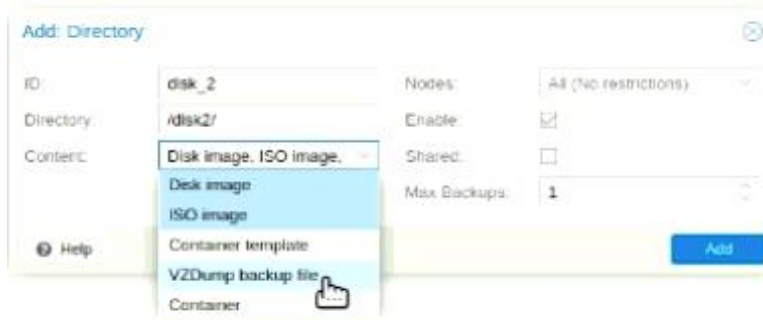 Add: Directory
ID: disk_2 Nodes: All (No restrictions)
Directory: /disk2/ Enable:
Content: Disk image, ISO image, Shared:
Disk image Max Backups: 1
ISO image
Help Container template Add
VZDump backup file
Container